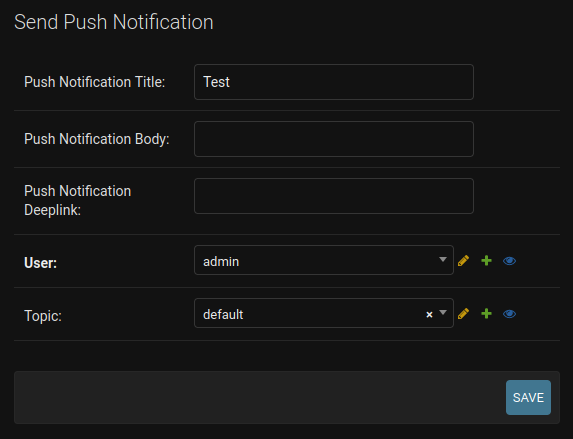 Send Push Notification
Push Notification Title: Test
Push Notification Body:
Push Notification
Deeplink:
User: admin
Topic: default ×
SAVE